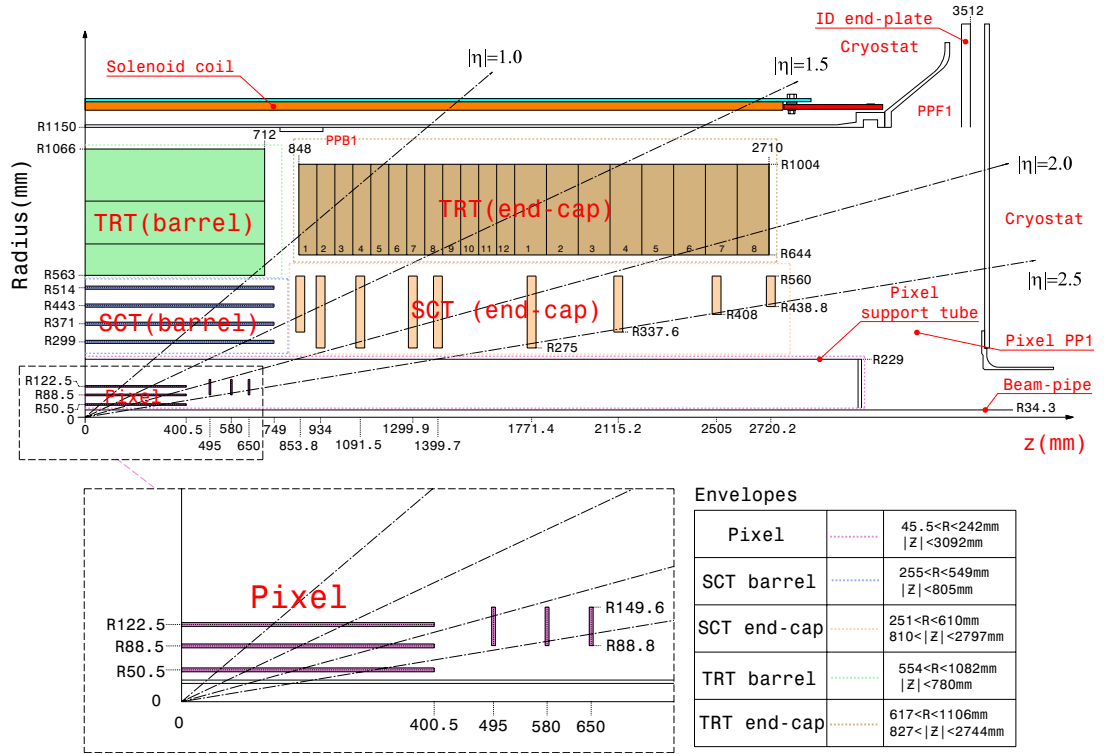 3512
ID end-plate
Cryostat
|η|=1.0
|η|=1.5
Solenoid coil
PPF1
R1150
712
PPB1
R1066
848
2710
R1004
|η|=2.0
TRT(barrel)
TRT(end-cap)
Cryostat
Radius(mm)
1 2 3 4 5 6 7 8 9 10 11 12 1 2 3 4 5 6 7 8
R644
|η|=2.5
R563
R514
R443
R371
R299
SCT(barrel)
SCT (end-cap)
R560
R438.8
R408
R337.6
R275
Pixel
support tube
Pixel PP1
R229
R122.5
R88.5
R50.5
Pixel
Beam-pipe
R34.3
0
0
400.5
495
580
650
749
853.8
934
1091.5
1299.9
1399.7
1771.4
2115.2
2505
2720.2
z(mm)
Pixel
R122.5
R88.5
R50.5
R149.6
R88.8
0
0
400.5
495
580
650
Envelopes
Pixel
45.5<R<242mm
|Z|<3092mm
SCT barrel
255<R<549mm
|Z|<805mm
SCT end-cap
251<R<610mm
810<|Z|<2797mm
TRT barrel
554<R<1082mm
|Z|<780mm
TRT end-cap
617<R<1106mm
827<|Z|<2744mm